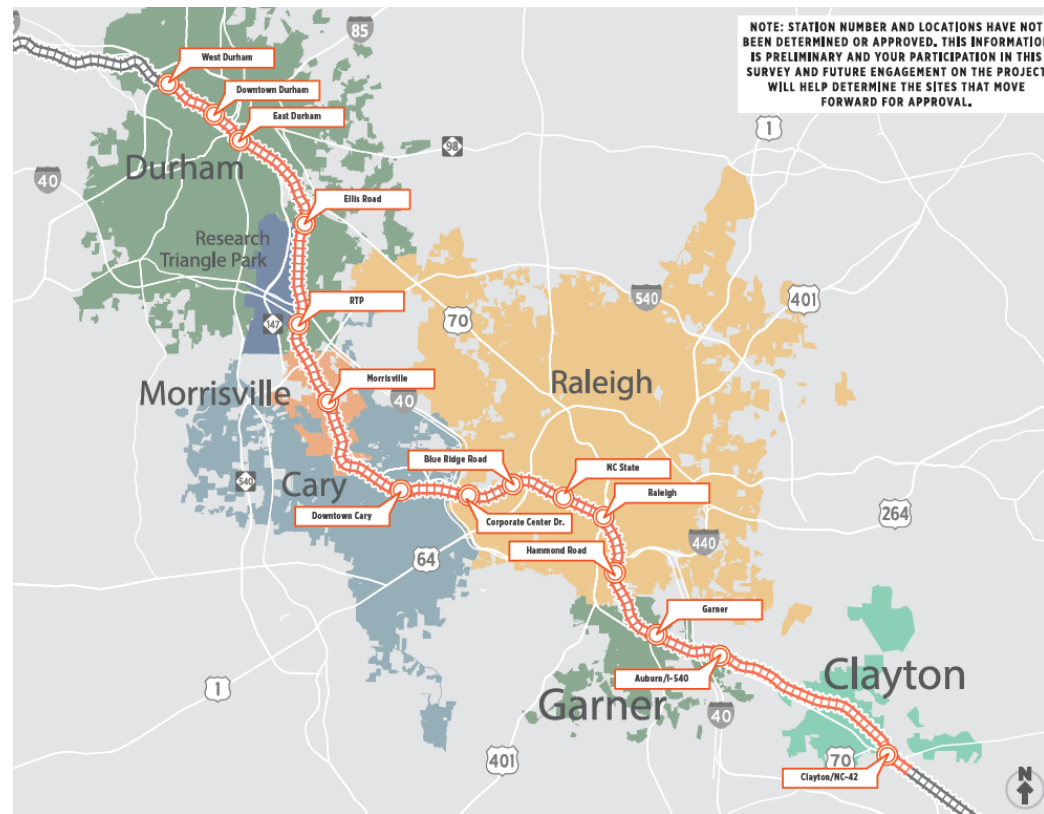 NOTE: STATION NUMBER AND LOCATIONS HAVE NOT
BEEN DETERMINED OR APPROVED. THIS INFORMATION
IS PRELIMINARY AND YOUR PARTICIPATION IN THIS
SURVEY AND FUTURE ENGAGEMENT ON THE PROJECT
WILL HELP DETERMINE THE SITES THAT MOVE
FORWARD FOR APPROVAL.
85
West Durham
Downtown Durham
East Durham
1
98
Durham
40
Ellis Road
Research
Triangle Park
RTP
540
401
70
147
Morrisville
Morrisville
40
Raleigh
Blue Ridge Road
NC State
540
Cary
Downtown Cary
Corporate Center Dr.
Raleigh
264
440
64
Hammond Road
Garner
Auburn/I-540
Clayton
1
Garner
40
401
70
Clayton/NC-42
N